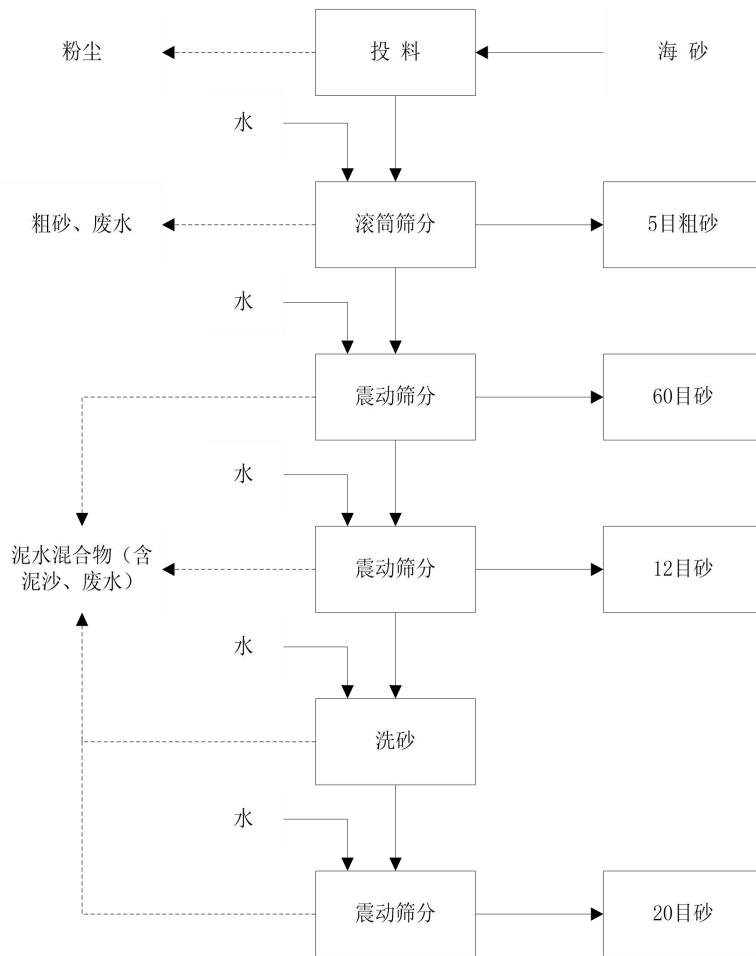 粉尘
投 料
海 砂
水
粗砂、废水
滚筒筛分
5目粗砂
水
震动筛分
60目砂
水
泥水混合物（含
泥沙、废水）
震动筛分
12目砂
水
洗砂
水
震动筛分
20目砂